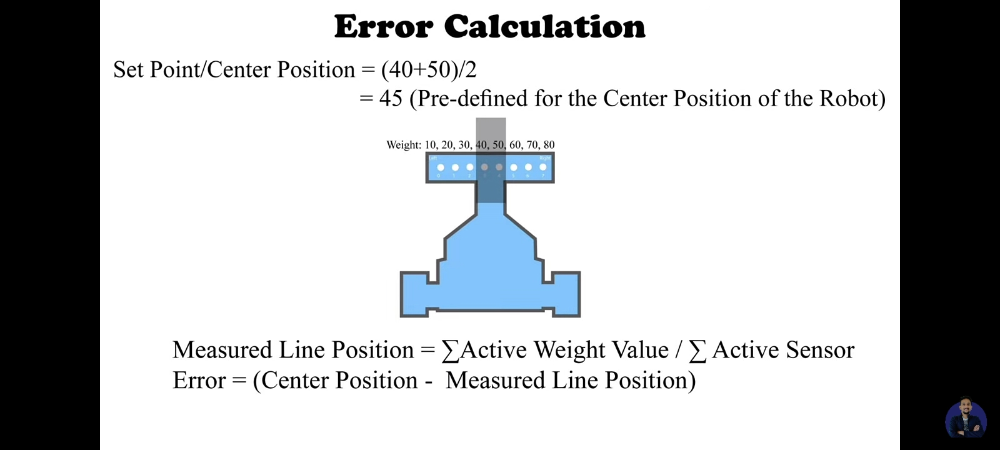 Error Calculation
Set Point/Center Position = (40+50)/2
= 45 (Pre-defined for the Center Position of the Robot)
Weight: 10, 20, 30, 40, 50, 60, 70, 80
Left Right
0 1 2 3 4 5 6 7
Measured Line Position = ∑Active Weight Value / ∑ Active Sensor
Error = (Center Position - Measured Line Position)